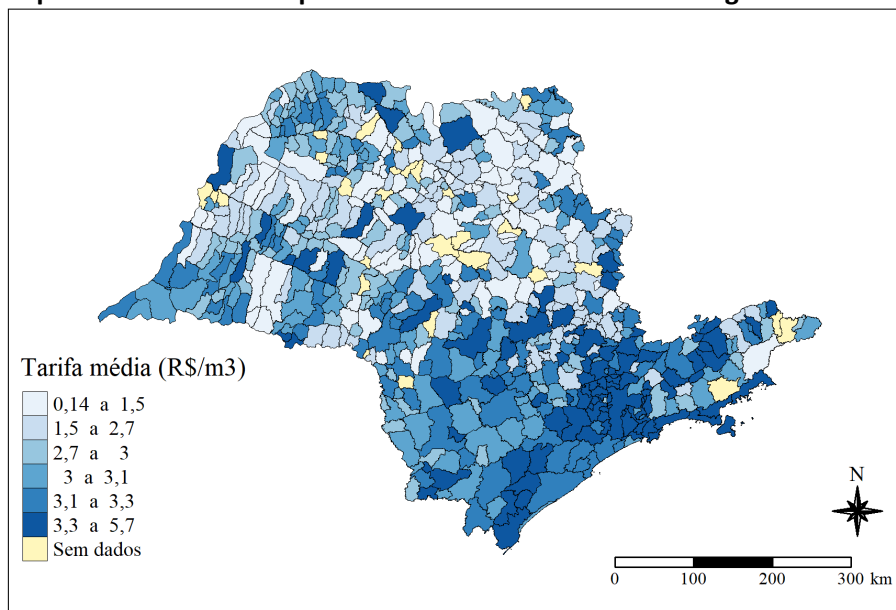 Tarifa média (R$/m3)
0,14 a 1,5
1,5 a 2,7
2,7 a 3
3 a 3,1
3,1 a 3,3
3,3 a 5,7
Sem dados
N
0 100 200 300 km